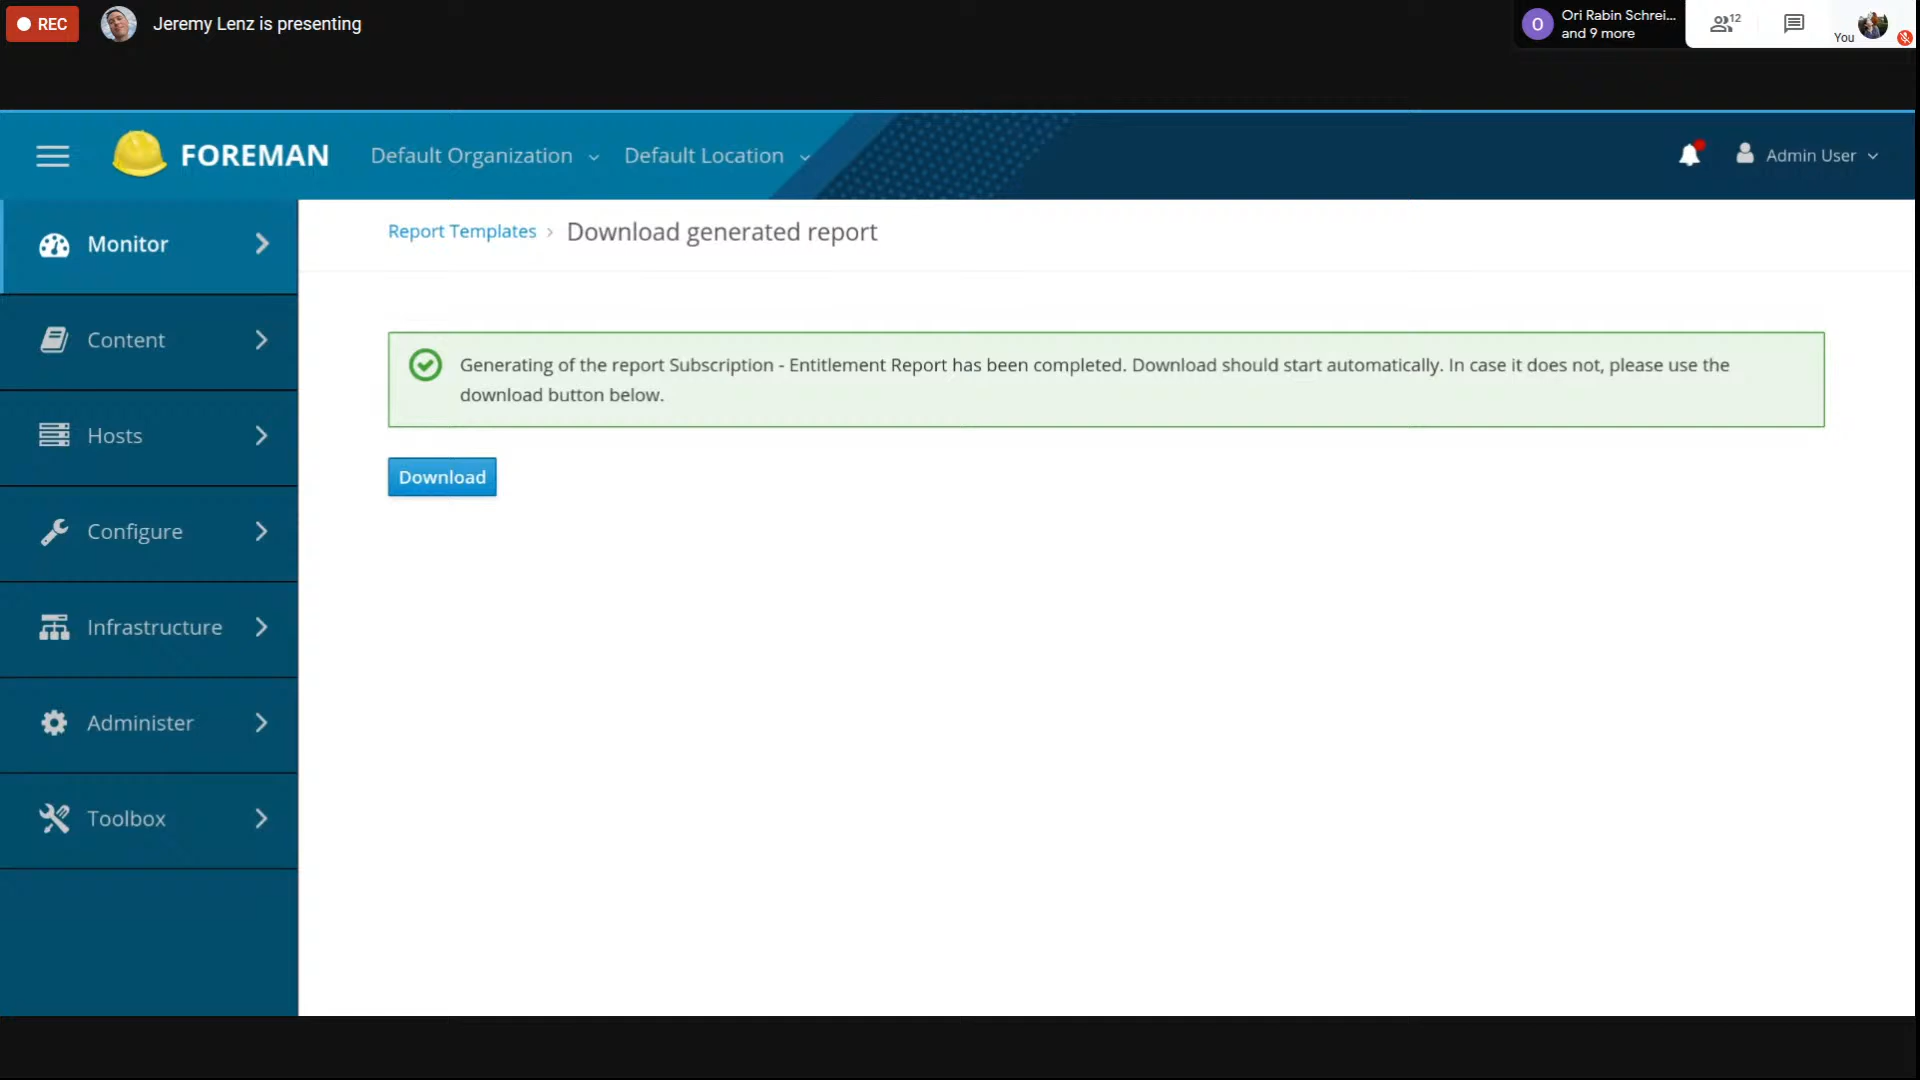 REC
Jeremy Lenz is presenting
O
Ori Rabin Schrei...
and 9 more
12
You
FOREMAN
Default Organization
Default Location
Admin User
Monitor
Content
Hosts
Configure
Infrastructure
Administer
Toolbox
Report Templates › Download generated report
Generating of the report Subscription - Entitlement Report has been completed. Download should start automatically. In case it does not, please use the
download button below.
Download